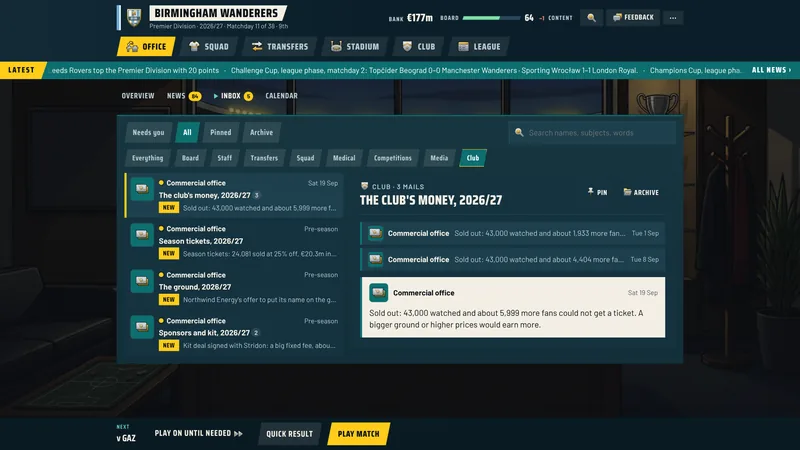 BIRMINGHAM WANDERERS
Premier Division · 2026/27 · Matchday 11 of 38 · 9th
BANK €177m BOARD 64 -1 CONTENT
FEEDBACK
...
OFFICE SQUAD TRANSFERS STADIUM CLUB LEAGUE
LATEST
eeds Rovers top the Premier Division with 20 points · Challenge Cup, league phase, matchday 2: Topčider Beograd 0–0 Manchester Wanderers · Sporting Wrocław 1–1 London Royal. · Champions Cup, league phs.
ALL NEWS ›
OVERVIEW NEWS 84 INBOX 5 CALENDAR
Needs you All Pinned Archive
Search names, subjects, words
Everything Board Staff Transfers Squad Medical Competitions Media Club
Commercial office Sat 19 Sep
The club's money, 2026/27 3
NEW Sold out: 43,000 watched and about 5,999 more f...
Commercial office Pre-season
Season tickets, 2026/27
NEW Season tickets: 24,081 sold at 25% off. €20.3m in...
Commercial office Pre-season
The ground, 2026/27
NEW Northwind Energy's offer to put its name on the g...
Commercial office Pre-season
Sponsors and kit, 2026/27 2
NEW Kit deal signed with Stridon: a big fixed fee, abou...
CLUB · 3 MAILS
THE CLUB'S MONEY, 2026/27
PIN ARCHIVE
Commercial office Sold out: 43,000 watched and about 1,933 more fan... Tue 1 Sep
Commercial office Sold out: 43,000 watched and about 4,404 more fa... Tue 8 Sep
Commercial office Sat 19 Sep
Sold out: 43,000 watched and about 5,999 more fans could not get a ticket. A
bigger ground or higher prices would earn more.
NEXT
v GAZ
PLAY ON UNTIL NEEDED
QUICK RESULT
PLAY MATCH